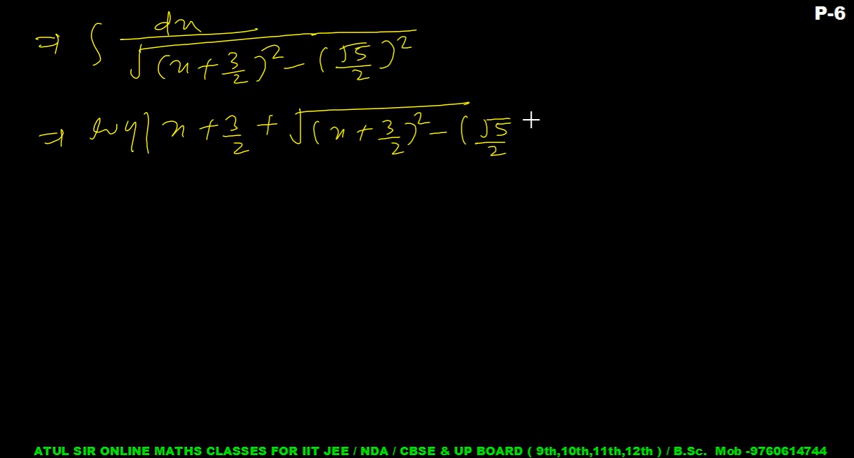 P-6
⇒ ∫ dx / √((x + 3/2)² − (√5/2)²)
⇒ log | x + 3/2 + √((x + 3/2)² − (√5/2
ATUL SIR ONLINE MATHS CLASSES FOR IIT JEE / NDA / CBSE & UP BOARD ( 9th,10th,11th,12th ) / B.Sc. Mob -9760614744